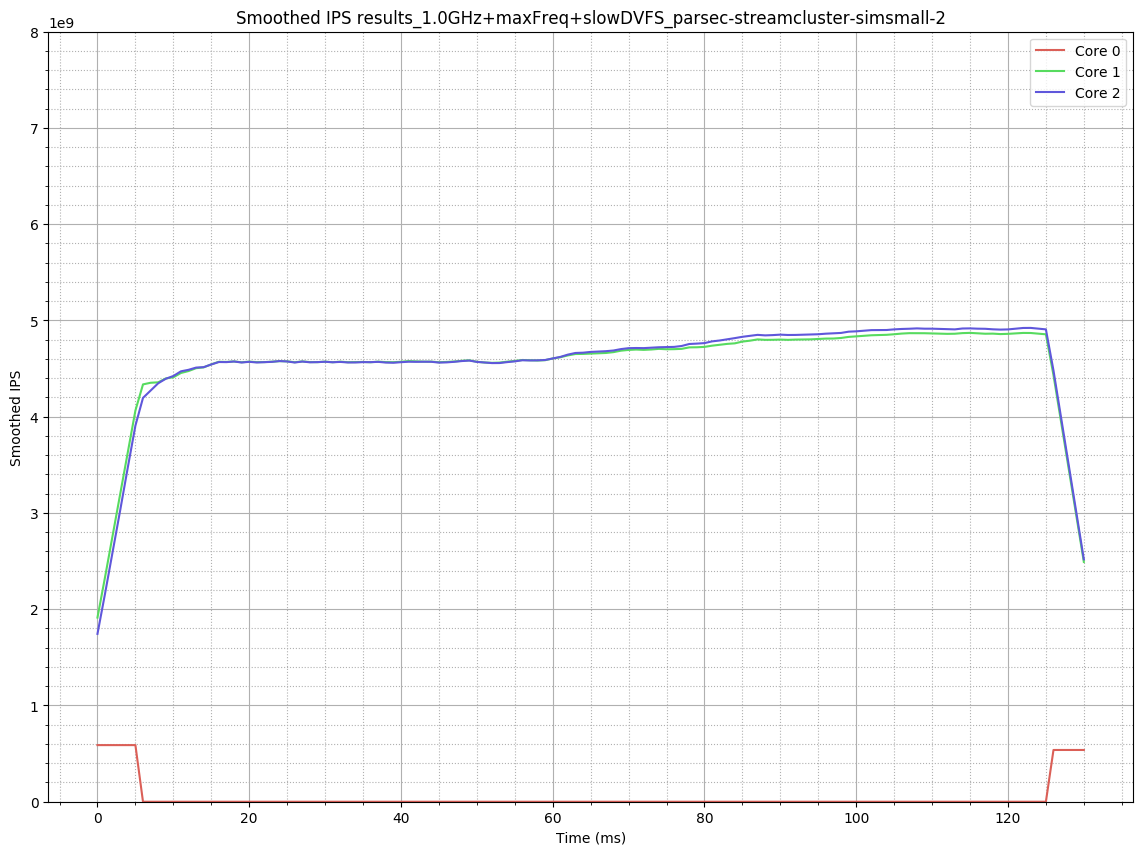 Smoothed IPS results_1.0GHz+maxFreq+slowDVFS_parsec-streamcluster-simsmall-2
1e9
Core 0
Core 1
Core 2
8
7
6
5
4
3
2
1
0
Smoothed IPS
0 20 40 60 80 100 120
Time (ms)